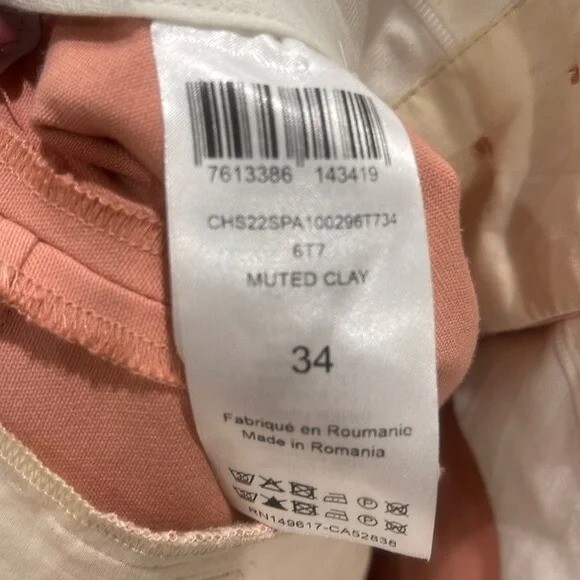 7613386 143419
CHS22SPA100296T734
6T7
MUTED CLAY
34
Fabriqué en Roumanie
Made in Romania
RN149617-CA52838